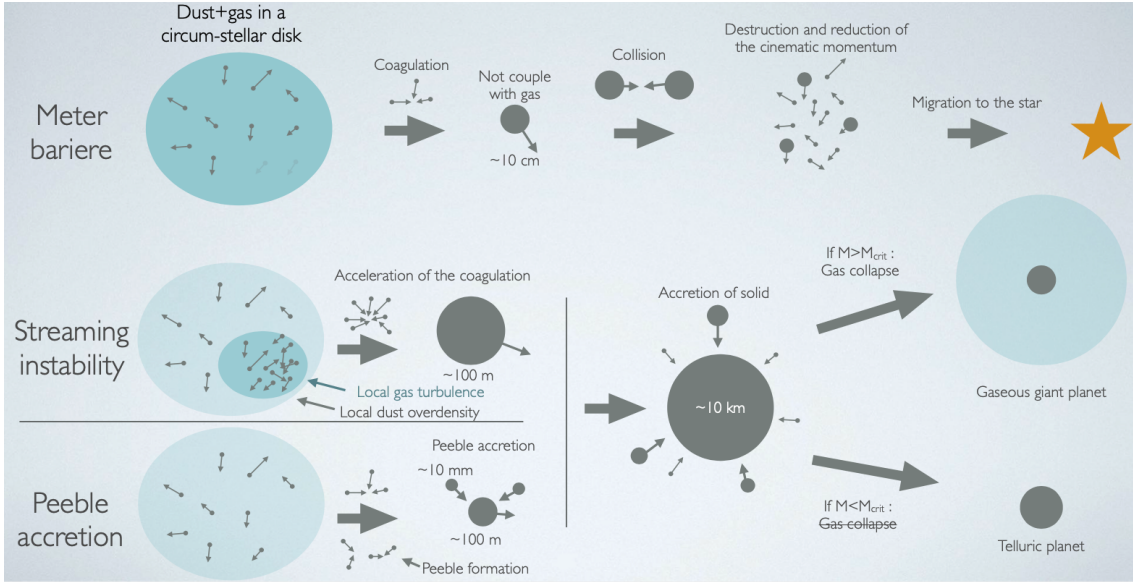 Dust+gas in a
circum-stellar disk
Meter
bariere
Coagulation
Not couple
with gas
~10 cm
Collision
Destruction and reduction of
the cinematic momentum
Migration to the star
Streaming
instability
Acceleration of the coagulation
~100 m
Local gas turbulence
Local dust overdensity
Peeble
accretion
Peeble accretion
~10 mm
~100 m
Peeble formation
Accretion of solid
~10 km
If M>Mcrit :
Gas collapse
Gaseous giant planet
If M<Mcrit :
Gas collapse
Telluric planet